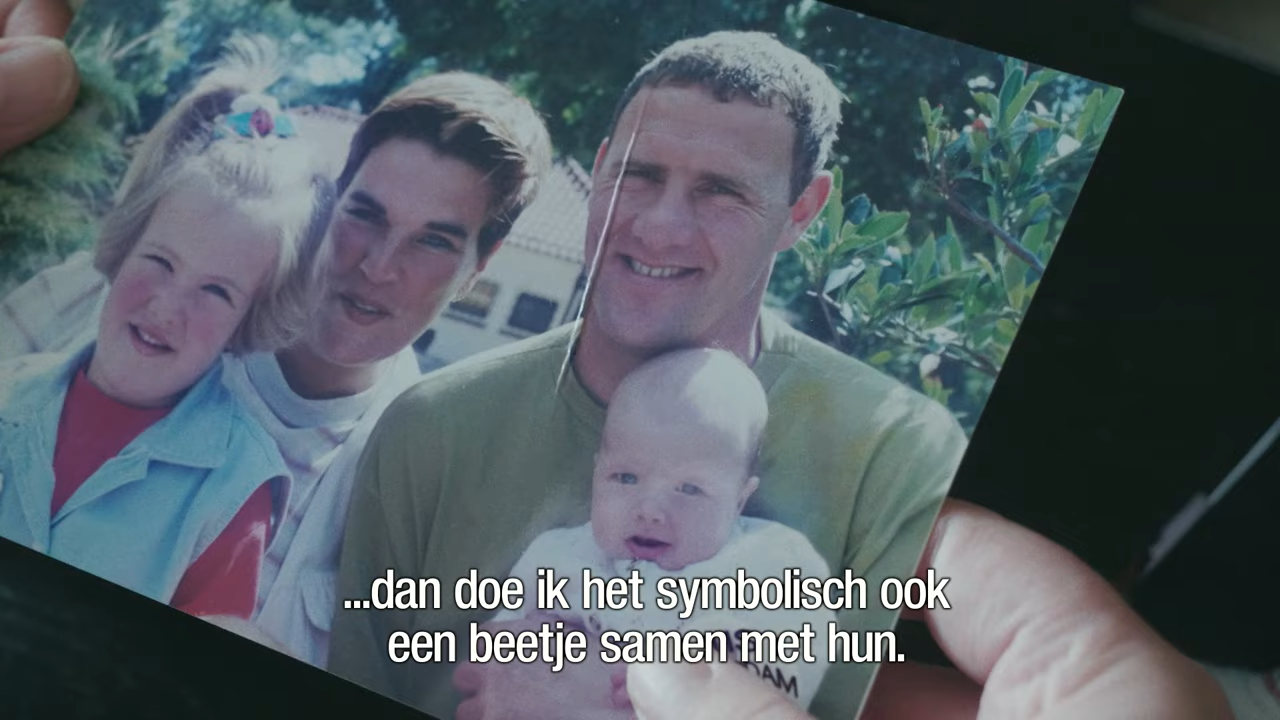 ...dan doe ik het symbolisch ook
een beetje samen met hun.